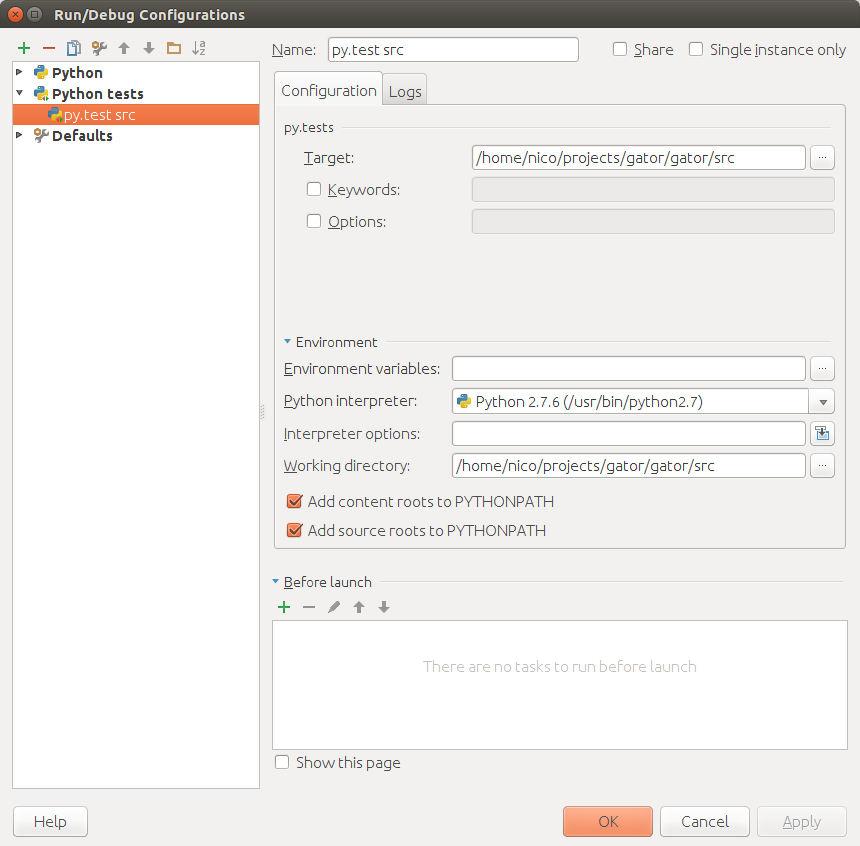 Run/Debug Configurations
Name: py.test src Share Single instance only
Python
Python tests
py.test src
Defaults
Configuration Logs
py.tests
Target: /home/nico/projects/gator/gator/src ...
Keywords:
Options:
Environment
Environment variables: ...
Python interpreter: Python 2.7.6 (/usr/bin/python2.7)
Interpreter options:
Working directory: /home/nico/projects/gator/gator/src ...
Add content roots to PYTHONPATH
Add source roots to PYTHONPATH
Before launch
There are no tasks to run before launch
Show this page
Help OK Cancel Apply